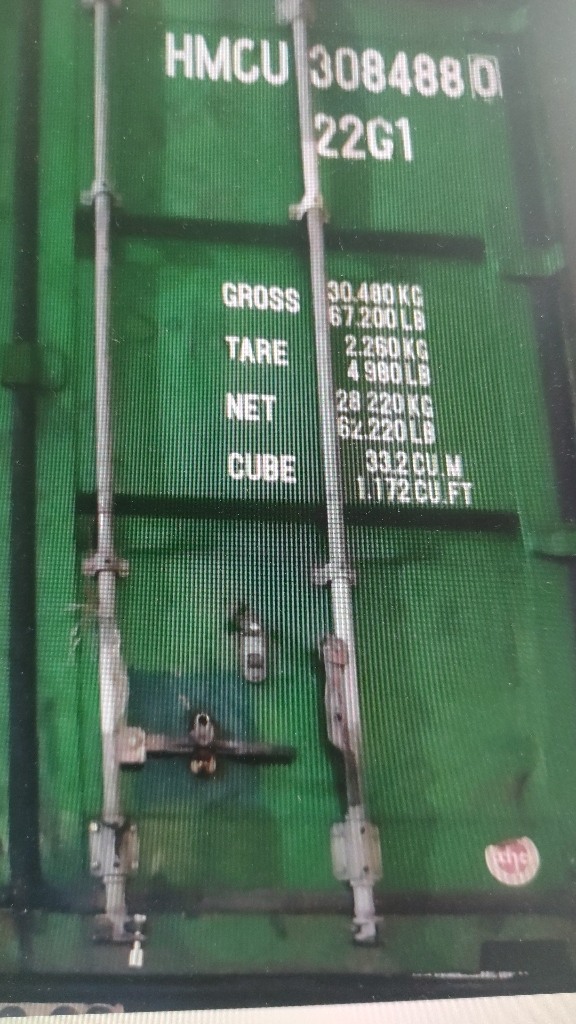 HMCU 308488 0
22G1
GROSS 30.480 KG
67.200 LB
TARE 2.260 KG
4 980 LB
NET 28 220 KG
62.220 LB
CUBE 33.2 CU.M
1.172 CU.FT